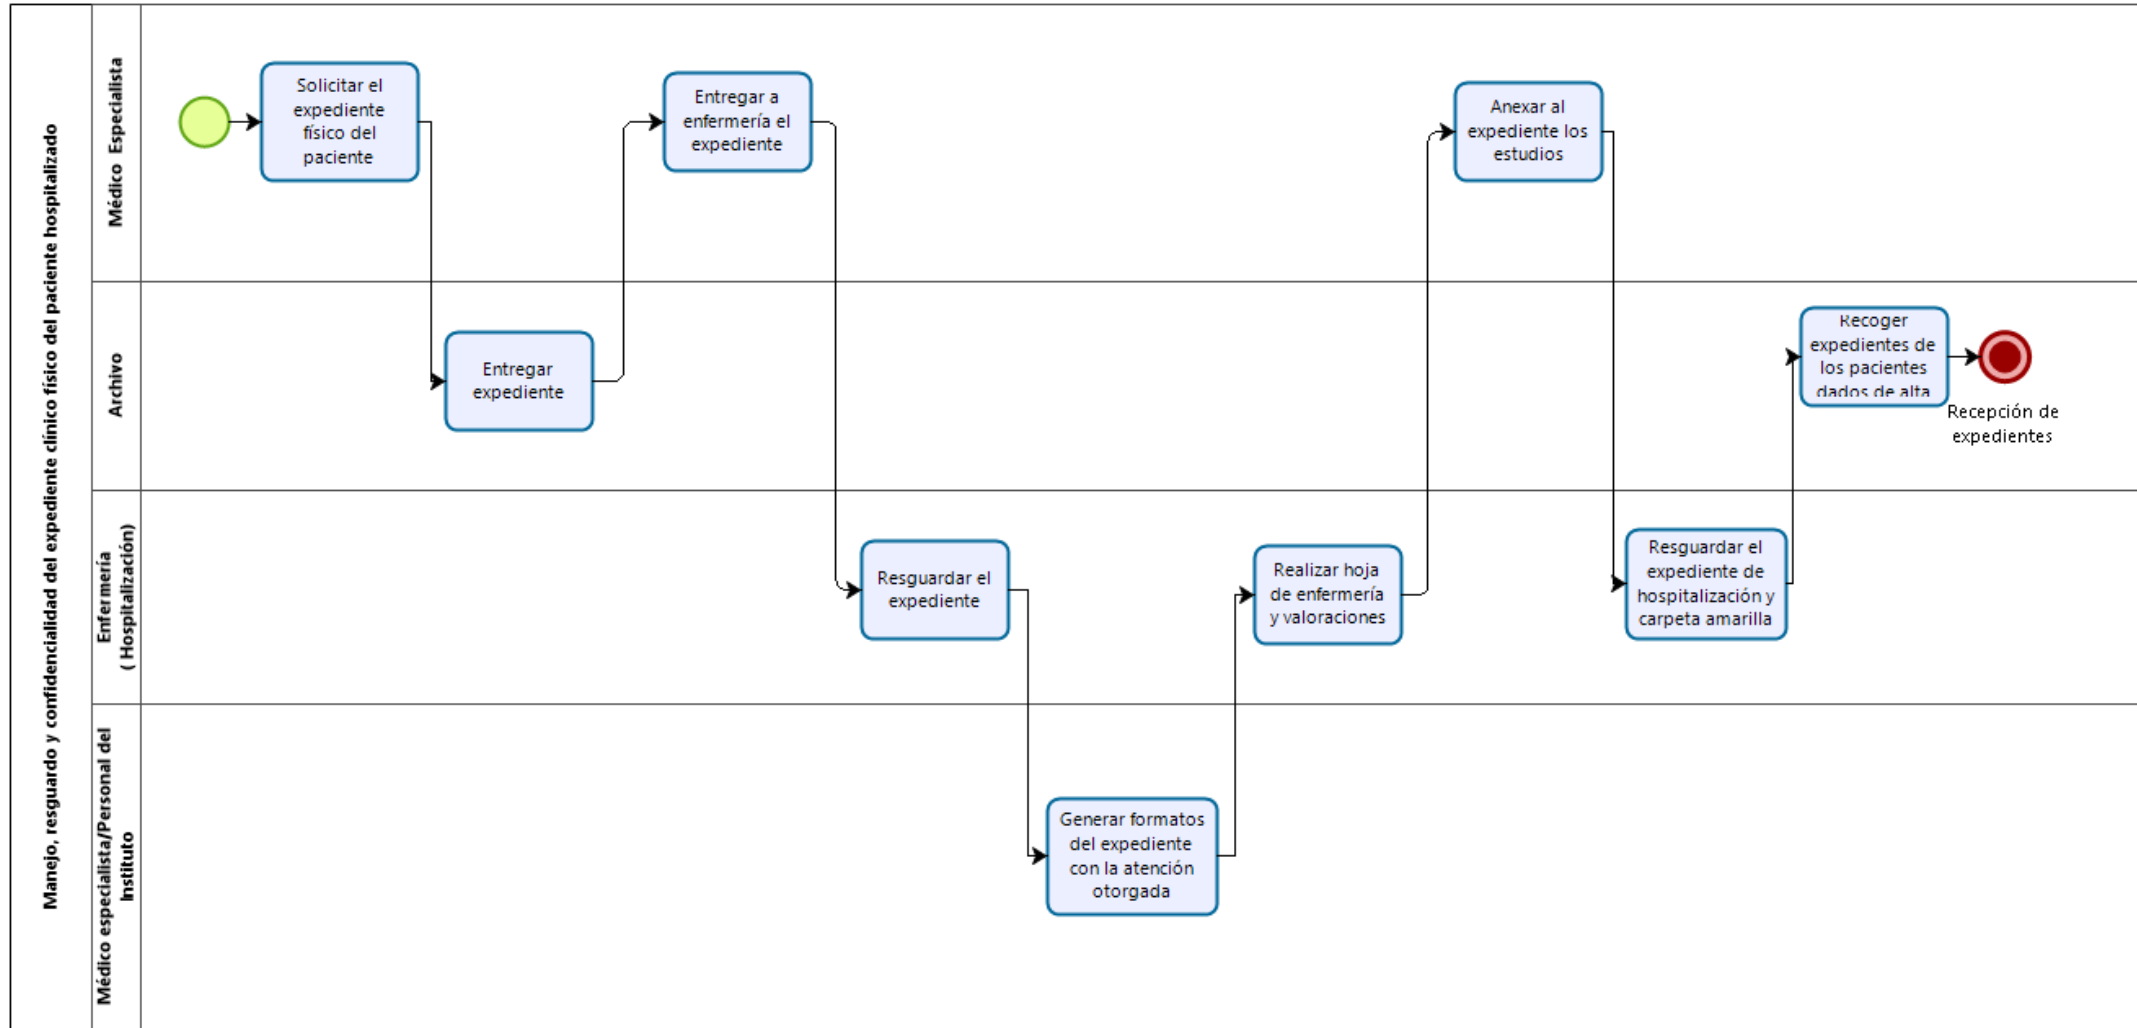 Manejo, resguardo y confidencialidad del expediente clínico físico del paciente hospitalizado
Médico Especialista
Solicitar el
expediente
físico del
paciente
Entregar a
enfermería el
expediente
Anexar al
expediente los
estudios
Archivo
Entregar
expediente
Recoger
expedientes de
los pacientes
dados de alta
Recepción de
expedientes
Enfermería
( Hospitalización)
Resguardar el
expediente
Realizar hoja
de enfermería
y valoraciones
Resguardar el
expediente de
hospitalización y
carpeta amarilla
Médico especialista/Personal del
Instituto
Generar formatos
del expediente
con la atención
otorgada